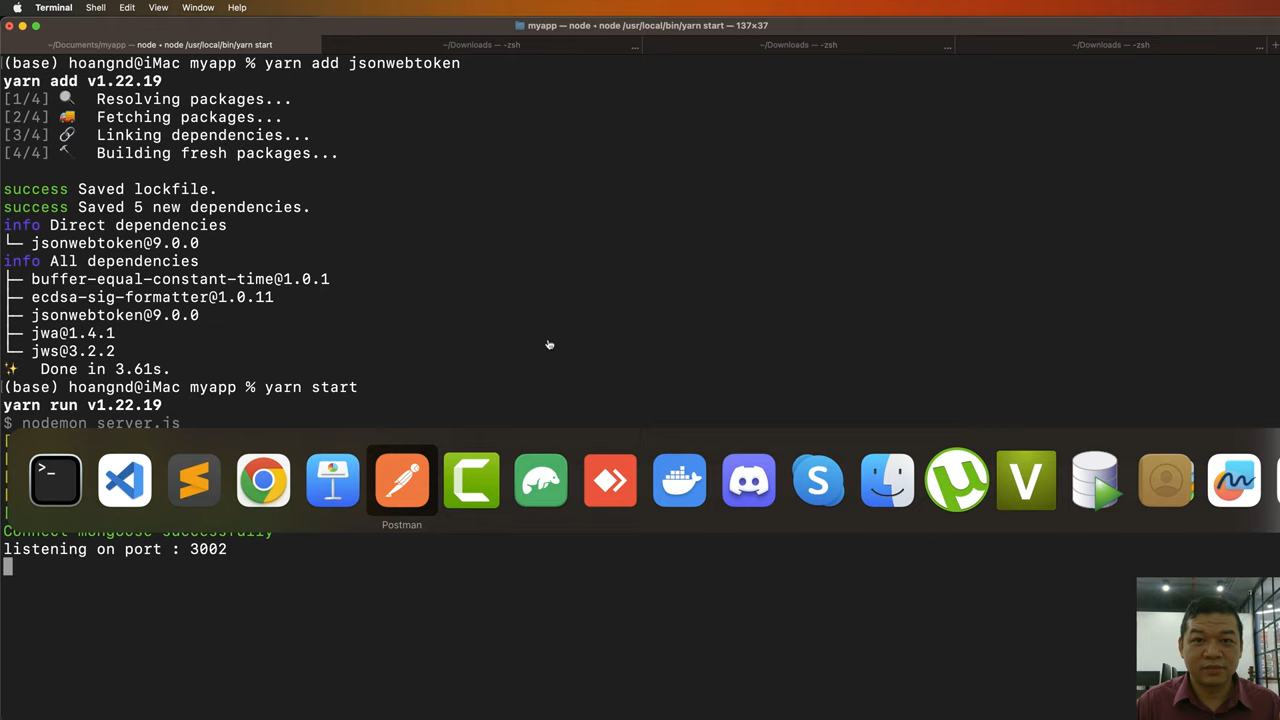 Terminal Shell Edit View Window Help
myapp — node • node /usr/local/bin/yarn start — 137×37
~/Documents/myapp — node • node /usr/local/bin/yarn start
~/Downloads — -zsh ...
~/Downloads — -zsh ...
~/Downloads — -zsh ...
(base) hoangnd@iMac myapp % yarn add jsonwebtoken
yarn add v1.22.19
[1/4] Resolving packages...
[2/4] Fetching packages...
[3/4] Linking dependencies...
[4/4] Building fresh packages...
success Saved lockfile.
success Saved 5 new dependencies.
info Direct dependencies
└─ jsonwebtoken@9.0.0
info All dependencies
├─ buffer-equal-constant-time@1.0.1
├─ ecdsa-sig-formatter@1.0.11
├─ jsonwebtoken@9.0.0
├─ jwa@1.4.1
└─ jws@3.2.2
Done in 3.61s.
(base) hoangnd@iMac myapp % yarn start
yarn run v1.22.19
$ nodemon server.js
Postman
Connect mongoose successfully
listening on port : 3002